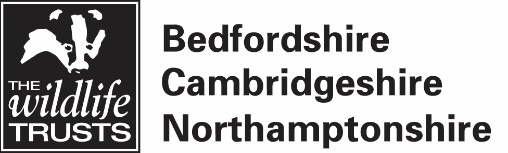 THE
wildlife
TRUSTS
Bedfordshire
Cambridgeshire
Northamptonshire